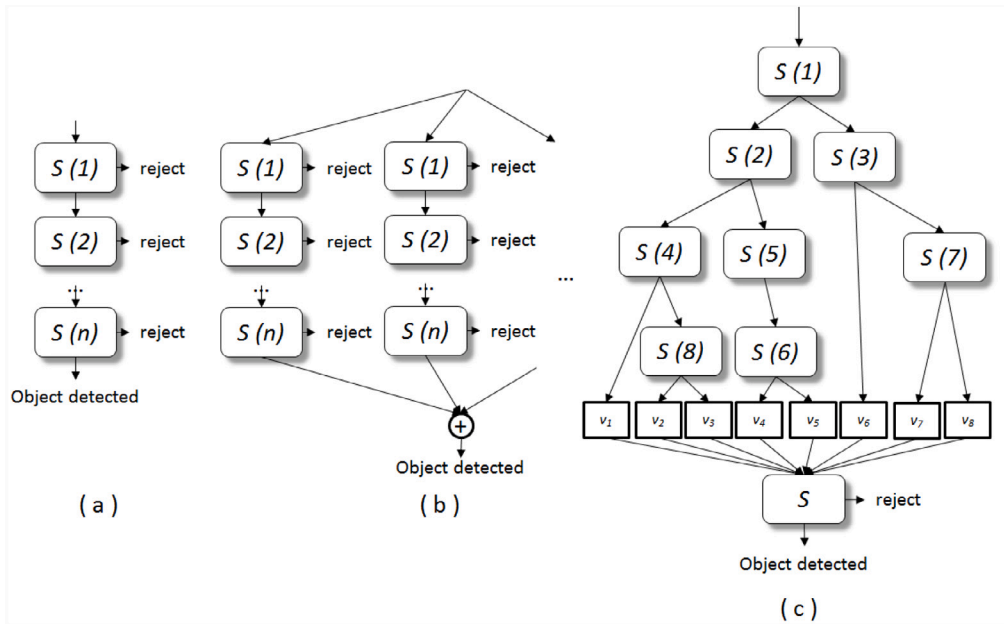 S (1)
reject
S (2)
reject
...
S (n)
reject
Object detected
( a )
S (1)
reject
S (2)
reject
...
S (n)
reject
S (1)
reject
S (2)
reject
...
S (n)
reject
...
+
Object detected
( b )
S (1)
S (2)
S (3)
S (4)
S (5)
S (7)
S (8)
S (6)
v1 v2 v3 v4 v5 v6 v7 v8
S
reject
Object detected
( c )